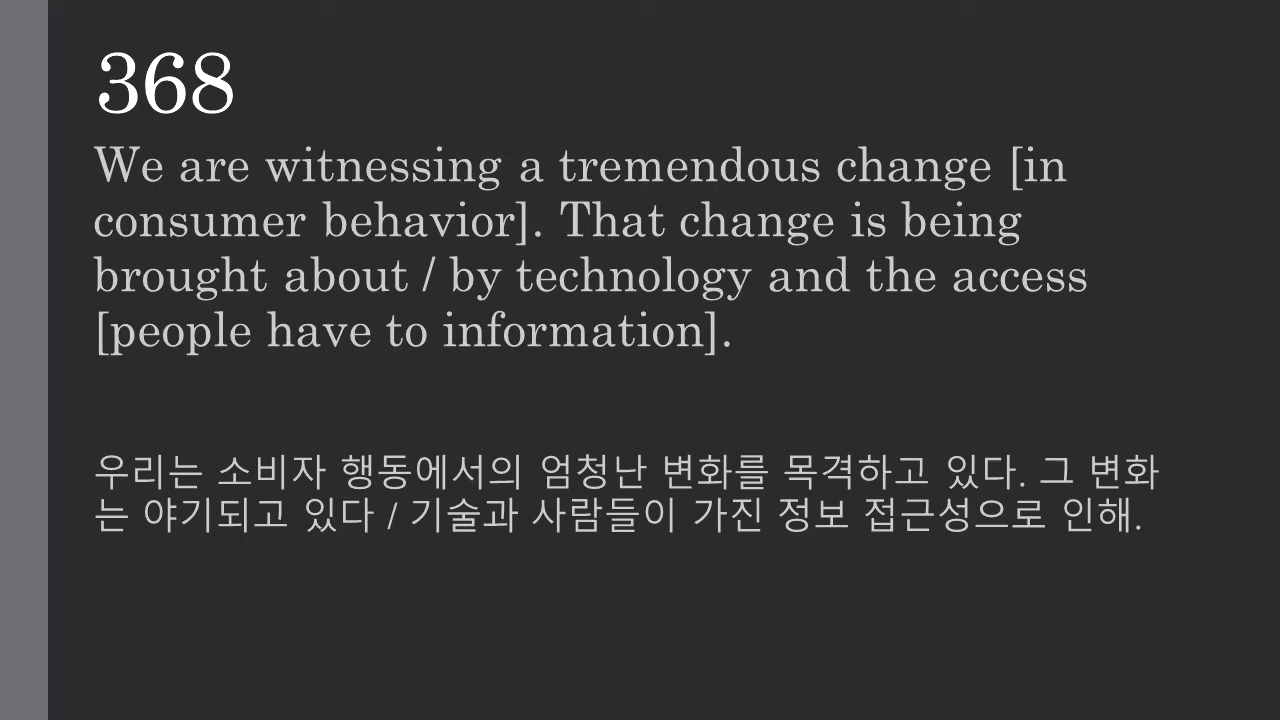 368
We are witnessing a tremendous change [in
consumer behavior]. That change is being
brought about / by technology and the access
[people have to information].
우리는 소비자 행동에서의 엄청난 변화를 목격하고 있다. 그 변화
는 야기되고 있다 / 기술과 사람들이 가진 정보 접근성으로 인해.